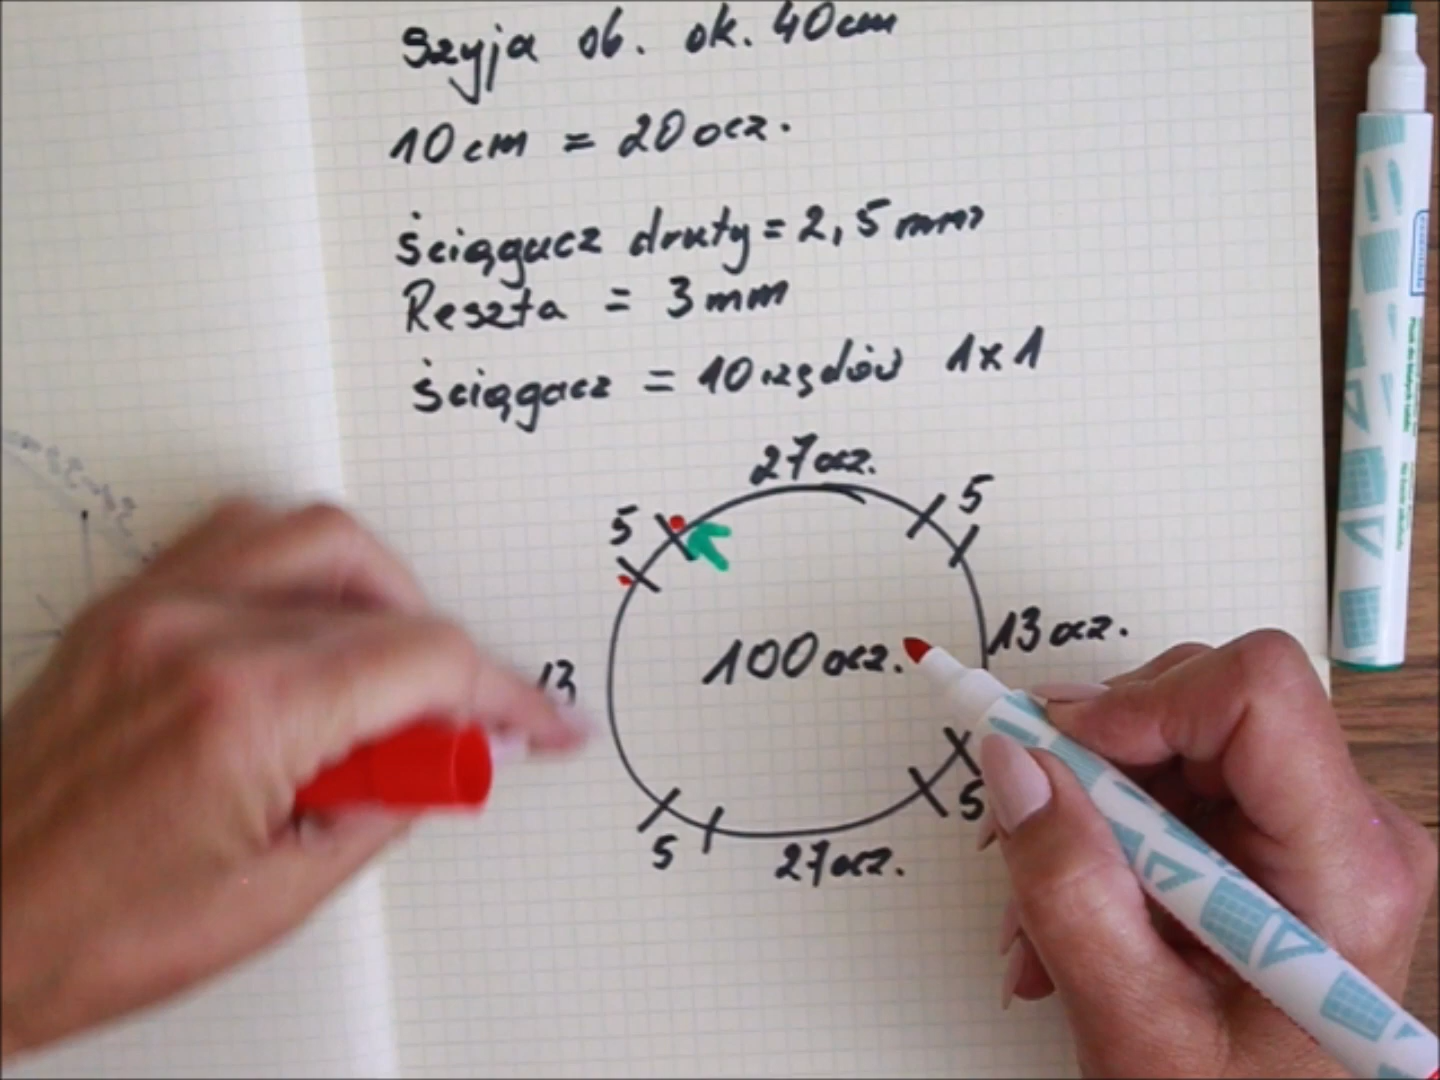 Szyja ob. ok. 40cm
10cm = 20 ocz.
ściągacz druty = 2,5 mm
Reszta = 3mm
ściągacz = 10 rzędów 1x1
27 ocz.
5
5
100 ocz.
13 ocz.
13
5
5
27 ocz.